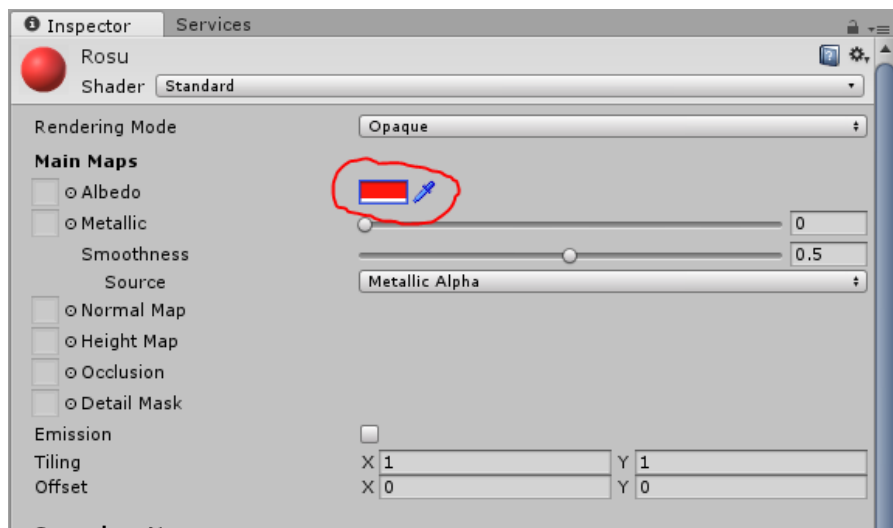 Inspector Services
Rosu
Shader Standard
Rendering Mode Opaque
Main Maps
Albedo
Metallic 0
Smoothness 0.5
Source Metallic Alpha
Normal Map
Height Map
Occlusion
Detail Mask
Emission
Tiling X 1 Y 1
Offset X 0 Y 0